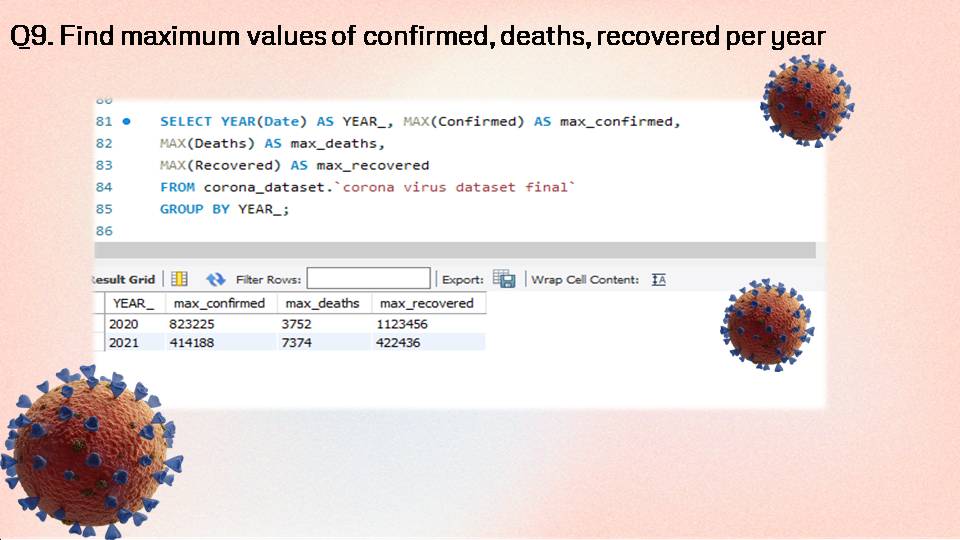 Q9. Find maximum values of confirmed, deaths, recovered per year
80
81 SELECT YEAR(Date) AS YEAR_, MAX(Confirmed) AS max_confirmed,
82 MAX(Deaths) AS max_deaths,
83 MAX(Recovered) AS max_recovered
84 FROM corona_dataset.`corona virus dataset final`
85 GROUP BY YEAR_;
86
Result Grid Filter Rows: Export: Wrap Cell Content: IA
YEAR_ max_confirmed max_deaths max_recovered
2020 823225 3752 1123456
2021 414188 7374 422436